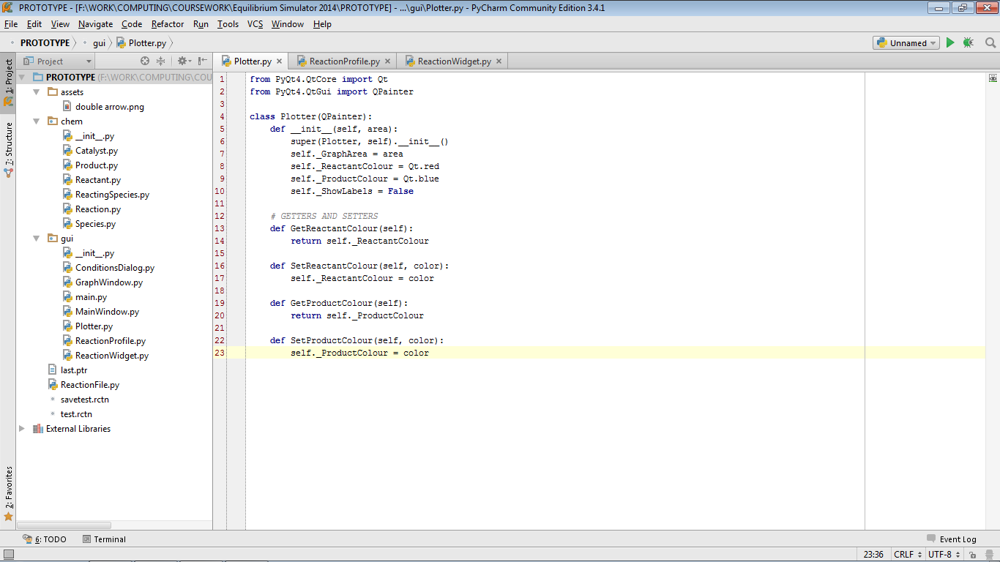 PROTOTYPE - [F:\WORK\COMPUTING\COURSEWORK\Equilibrium Simulator 2014\PROTOTYPE] - ...\gui\Plotter.py - PyCharm Community Edition 3.4.1
File Edit View Navigate Code Refactor Run Tools VCS Window Help
PROTOTYPE gui Plotter.py Unnamed
1: Project
7: Structure
2: Favorites
Project
PROTOTYPE (F:\WORK\COMPUTING\COU
assets
double arrow.png
chem
__init__.py
Catalyst.py
Product.py
Reactant.py
ReactingSpecies.py
Reaction.py
Species.py
gui
__init__.py
ConditionsDialog.py
GraphWindow.py
main.py
MainWindow.py
Plotter.py
ReactionProfile.py
ReactionWidget.py
last.ptr
ReactionFile.py
savetest.rctn
test.rctn
External Libraries
Plotter.py ReactionProfile.py ReactionWidget.py
1 from PyQt4.QtCore import Qt
2 from PyQt4.QtGui import QPainter
3
4 class Plotter(QPainter):
5     def __init__(self, area):
6         super(Plotter, self).__init__()
7         self._GraphArea = area
8         self._ReactantColour = Qt.red
9         self._ProductColour = Qt.blue
10         self._ShowLabels = False
11
12     # GETTERS AND SETTERS
13     def GetReactantColour(self):
14         return self._ReactantColour
15
16     def SetReactantColour(self, color):
17         self._ReactantColour = color
18
19     def GetProductColour(self):
20         return self._ProductColour
21
22     def SetProductColour(self, color):
23         self._ProductColour = color
6: TODO Terminal Event Log
23:36 CRLF UTF-8